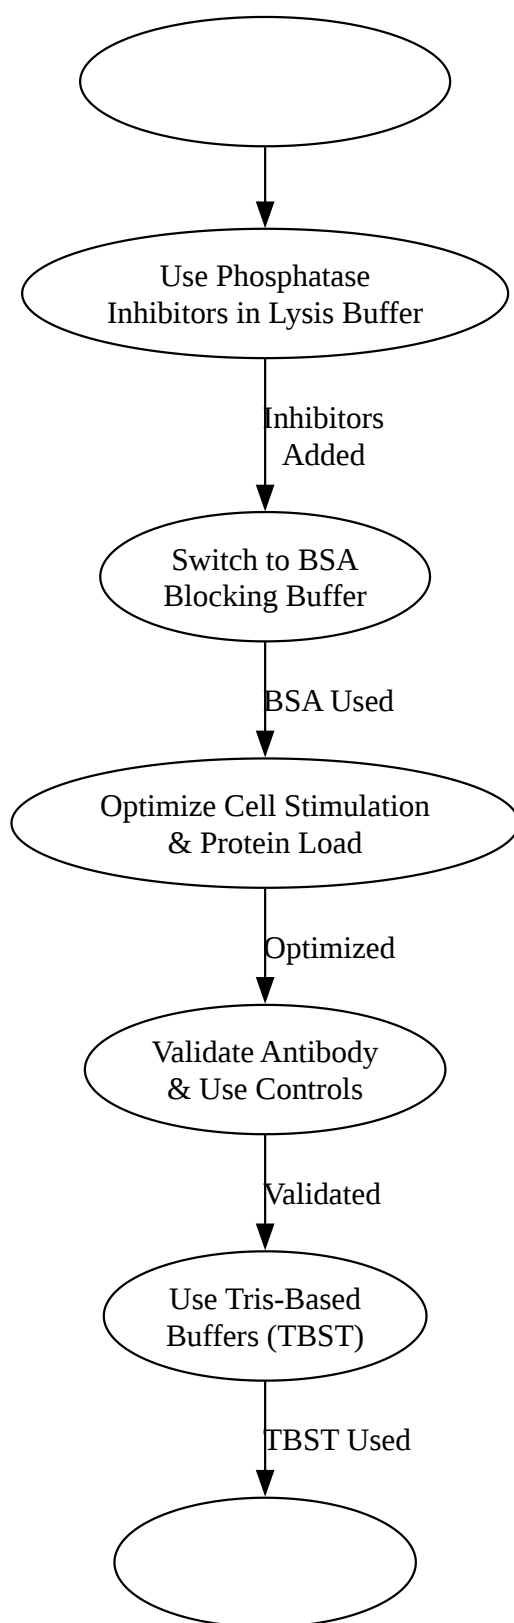 Use Phosphatase
Inhibitors in Lysis Buffer
Inhibitors
Added
Switch to BSA
Blocking Buffer
BSA Used
Optimize Cell Stimulation
& Protein Load
Optimized
Validate Antibody
& Use Controls
Validated
Use Tris-Based
Buffers (TBST)
TBST Used